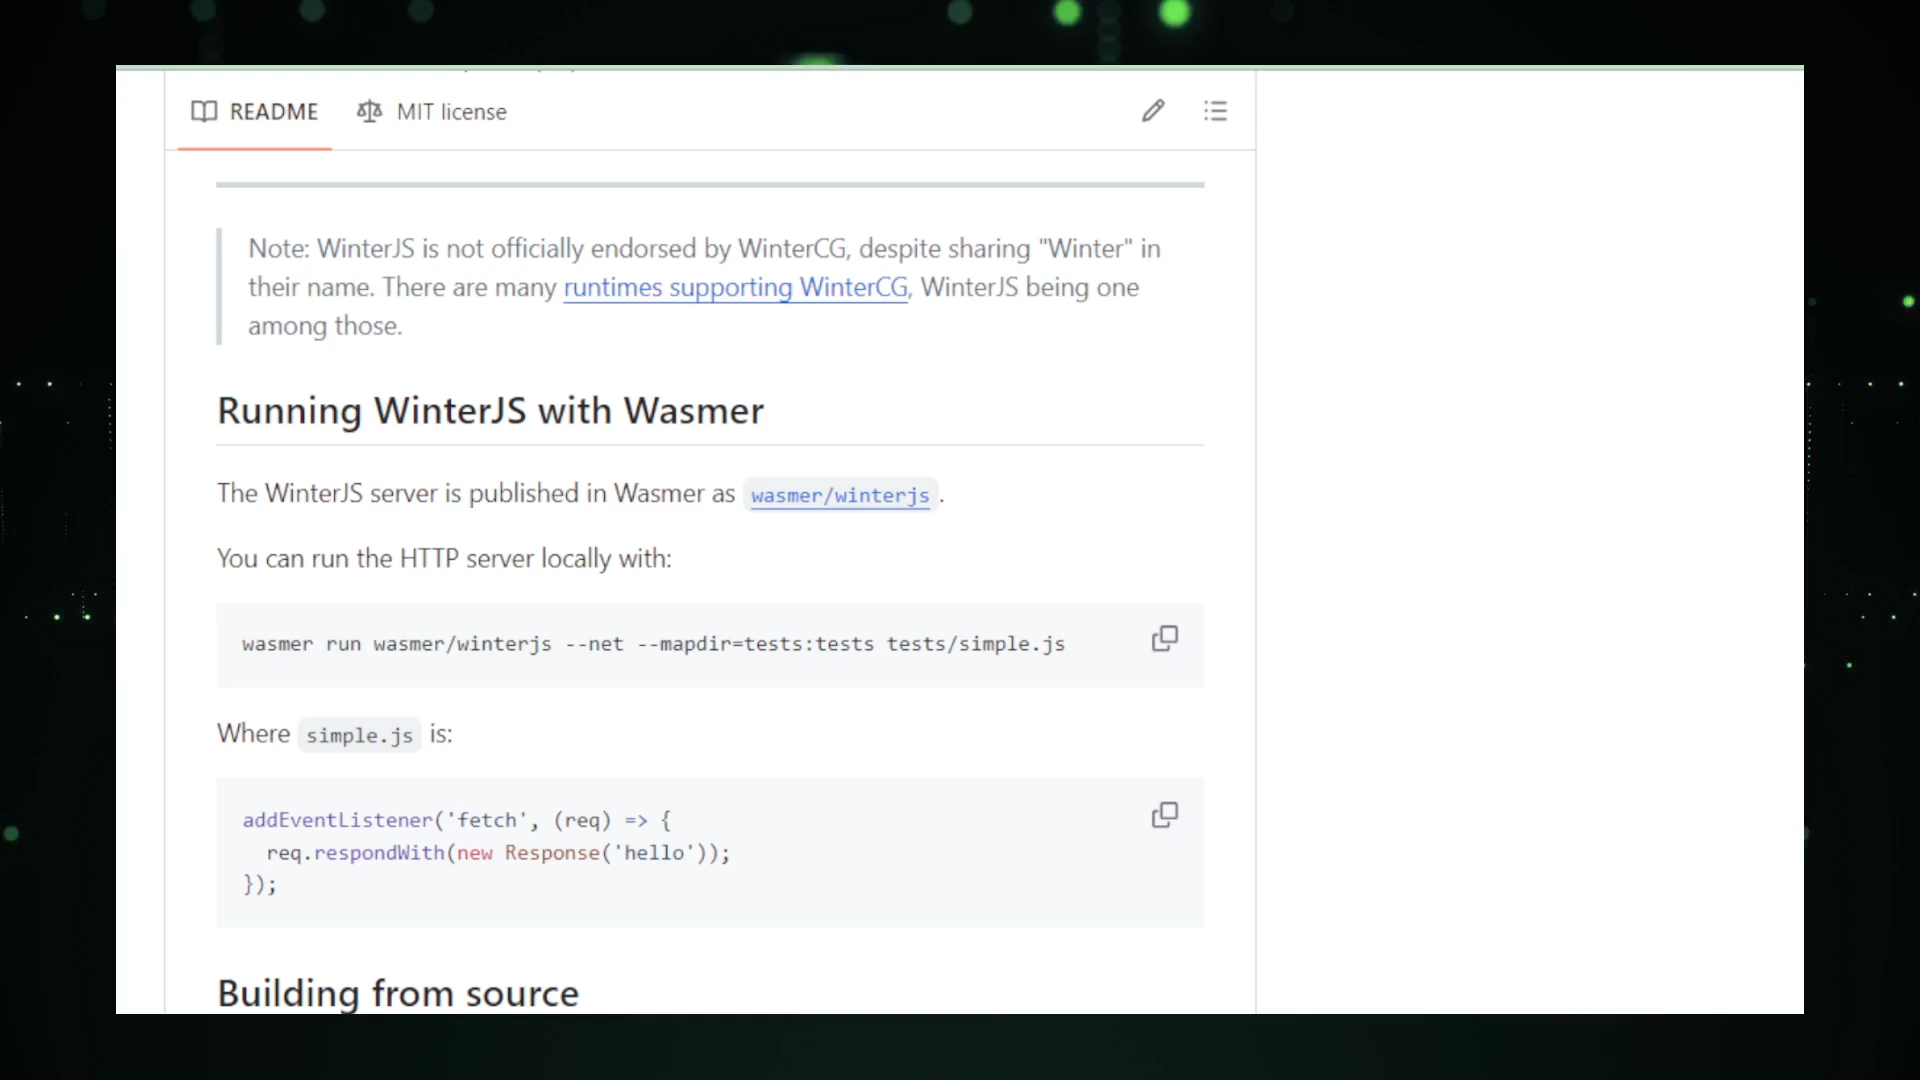 README MIT license
Note: WinterJS is not officially endorsed by WinterCG, despite sharing "Winter" in
their name. There are many runtimes supporting WinterCG, WinterJS being one
among those.
Running WinterJS with Wasmer
The WinterJS server is published in Wasmer as wasmer/winterjs.
You can run the HTTP server locally with:
wasmer run wasmer/winterjs --net --mapdir=tests:tests tests/simple.js
Where simple.js is:
addEventListener('fetch', (req) => {
  req.respondWith(new Response('hello'));
});
Building from source